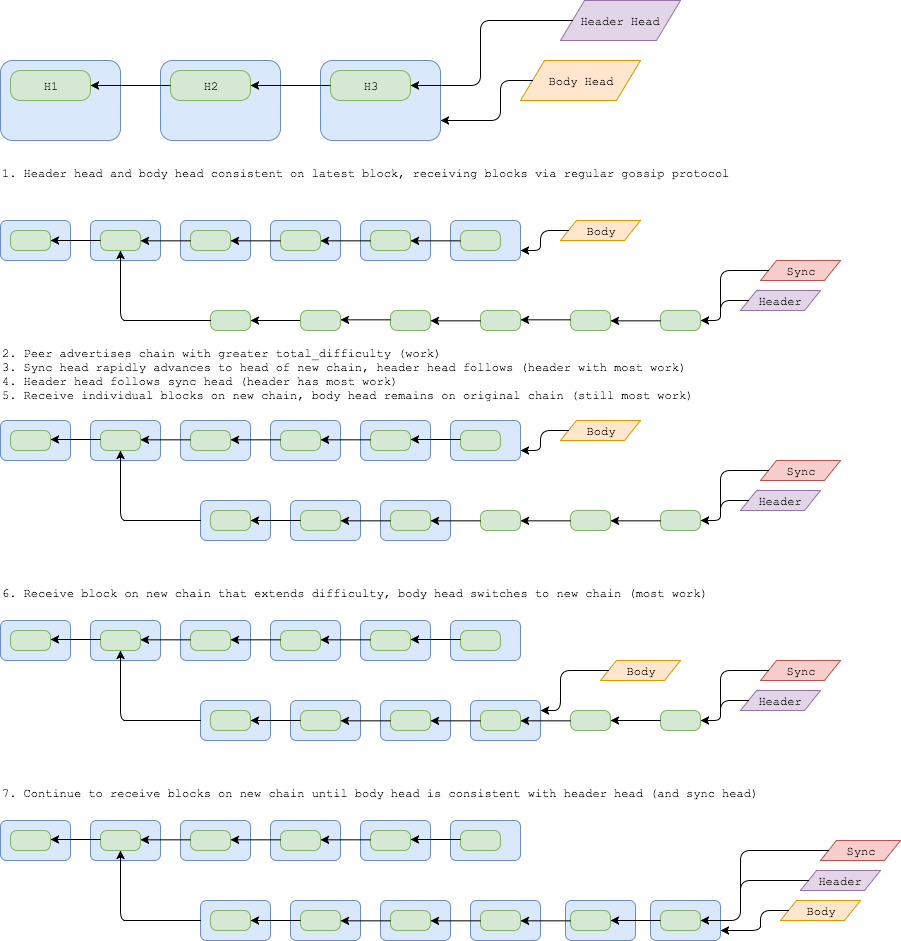 Header Head
H1
H2
H3
Body Head
1. Header head and body head consistent on latest block, receiving blocks via regular gossip protocol
Body
Sync
Header
2. Peer advertises chain with greater total_difficulty (work)
3. Sync head rapidly advances to head of new chain, header head follows (header with most work)
4. Header head follows sync head (header has most work)
5. Receive individual blocks on new chain, body head remains on original chain (still most work)
Body
Sync
Header
6. Receive block on new chain that extends difficulty, body head switches to new chain (most work)
Body
Sync
Header
7. Continue to receive blocks on new chain until body head is consistent with header head (and sync head)
Sync
Header
Body